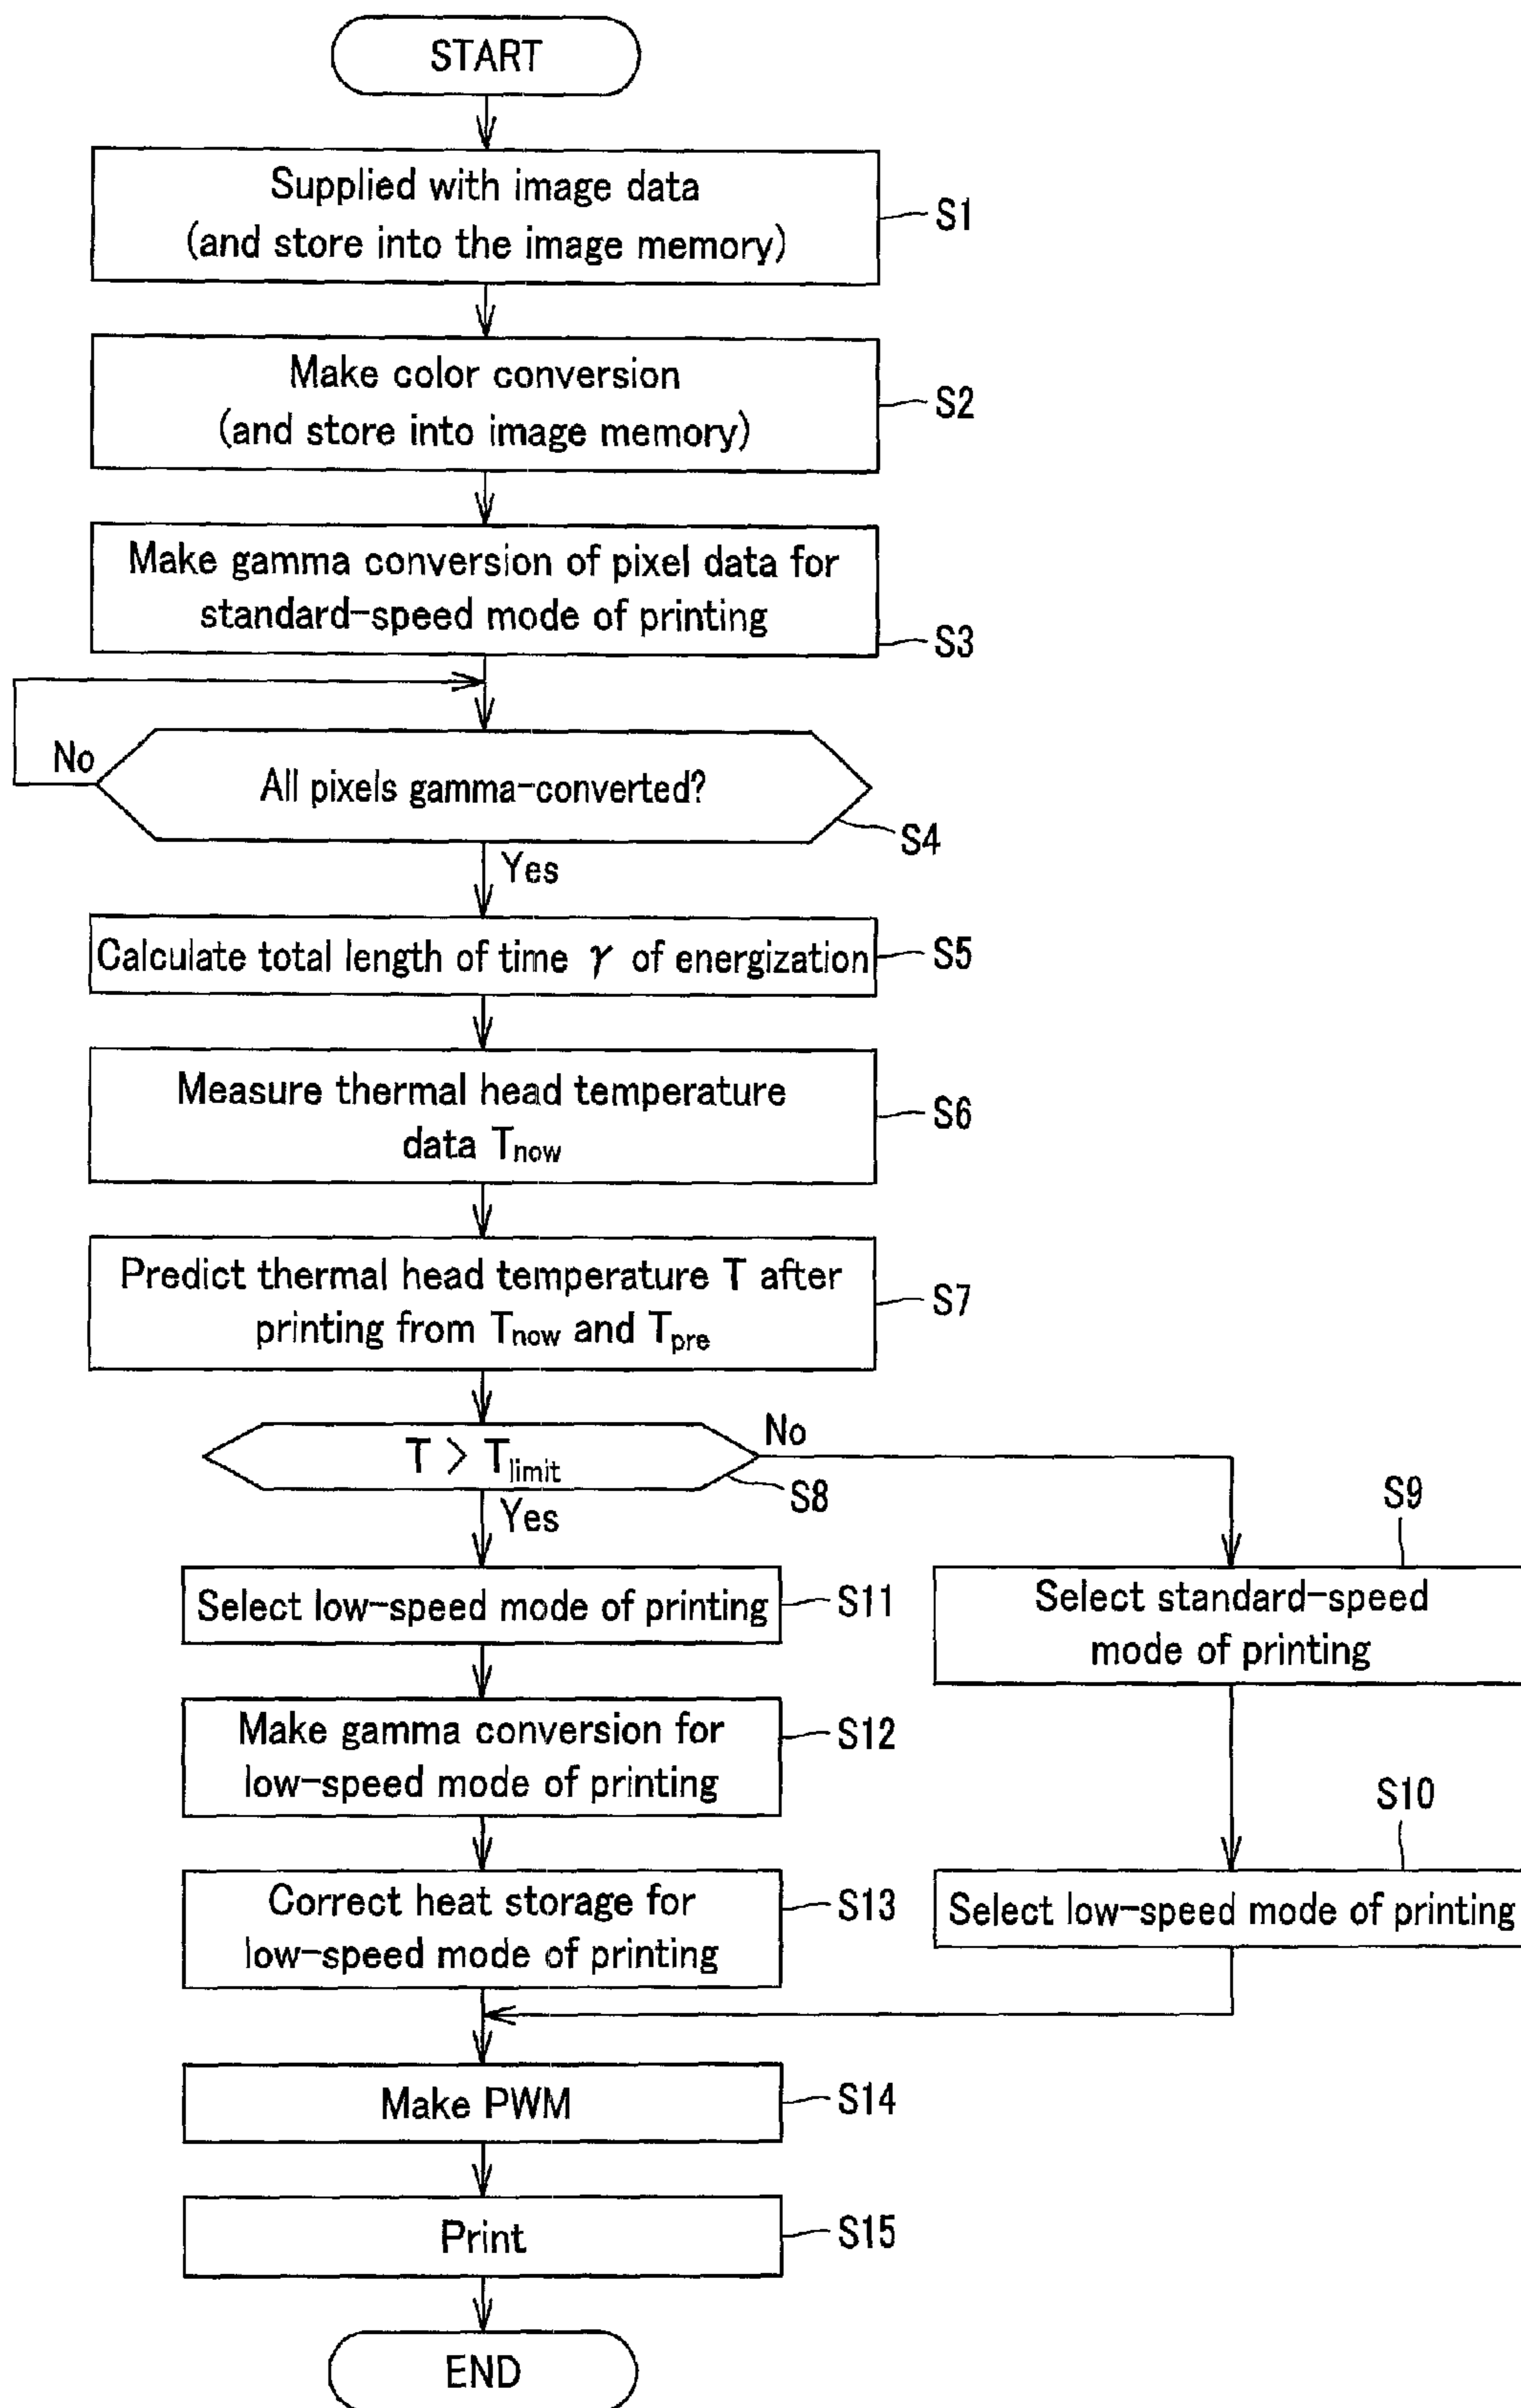 START
Supplied with image data
(and store into the image memory)
S1
Make color conversion
(and store into image memory)
S2
Make gamma conversion of pixel data for
standard-speed mode of printing
S3
No
All pixels gamma-converted?
S4
Yes
Calculate total length of time γ of energization
S5
Measure thermal head temperature
data Tnow
S6
Predict thermal head temperature T after
printing from Tnow and Tpre
S7
T > Tlimit
No
S8
Yes
S9
Select standard-speed
mode of printing
Select low-speed mode of printing
S11
Make gamma conversion for
low-speed mode of printing
S12
S10
Select low-speed mode of printing
Correct heat storage for
low-speed mode of printing
S13
Make PWM
S14
Print
S15
END